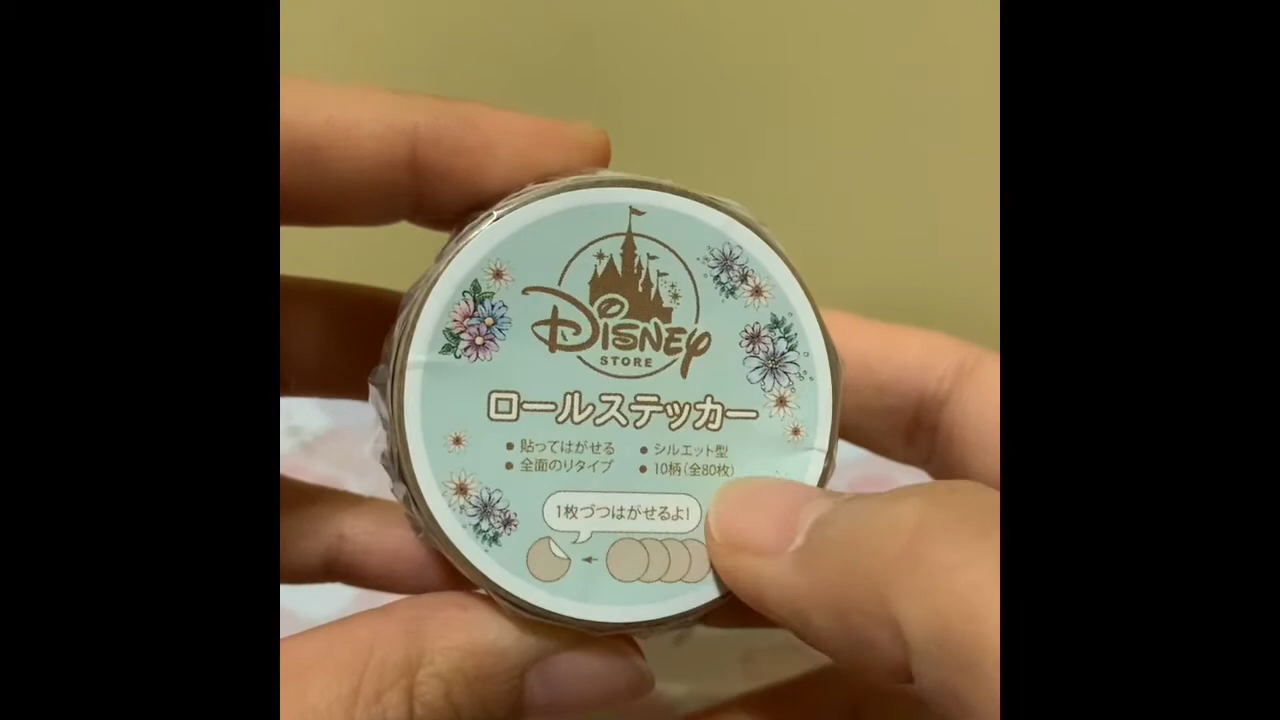 Disney
STORE
ロールステッカー
● 貼ってはがせる ● シルエット型
● 全面のりタイプ ● 10柄(全80枚)
1枚づつはがせるよ!